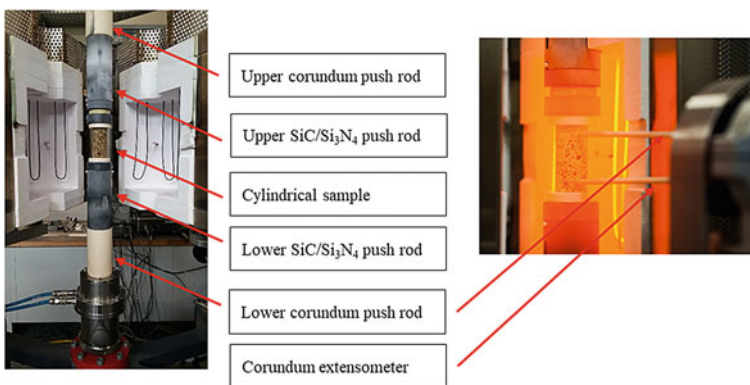 Upper corundum push rod
Upper SiC/Si₃N₄ push rod
Cylindrical sample
Lower SiC/Si₃N₄ push rod
Lower corundum push rod
Corundum extensometer